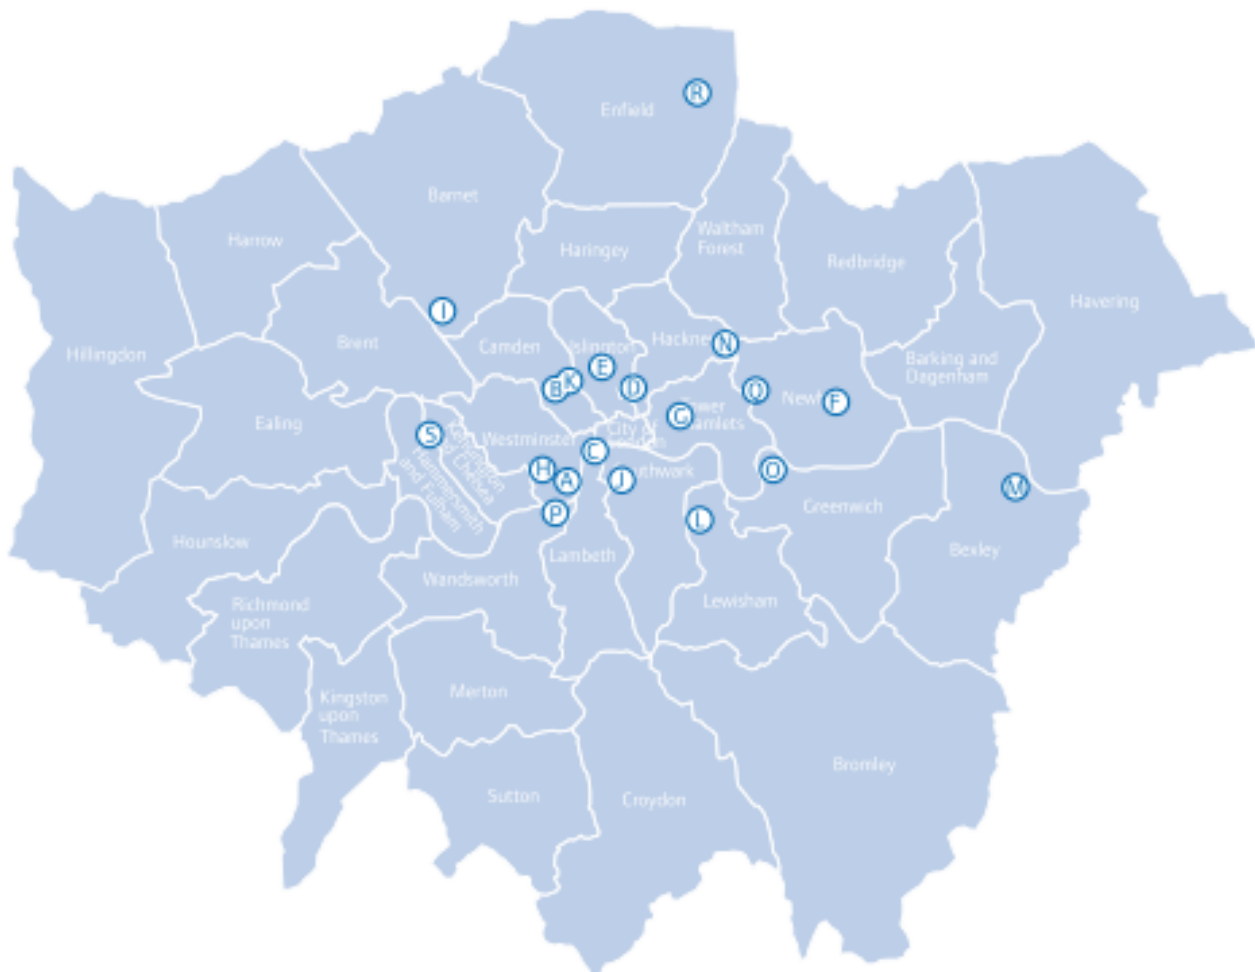 R
Enfield
Barnet
Waltham
Forest
Harrow
Haringey
Redbridge
Havering
I
Hillingdon
Brent
Camden
Islington
Hackney
N
Barking and
Dagenham
E
B
K
D
Q
F
G
Ealing
S
Westminster
City of
London
Tower
Hamlets
Kensington
and Chelsea
Hammersmith
and Fulham
C
H
A
J
Southwark
O
M
P
L
Greenwich
Hounslow
Lambeth
Bexley
Wandsworth
Lewisham
Richmond
upon
Thames
Merton
Kingston
upon
Thames
Bromley
Sutton
Croydon